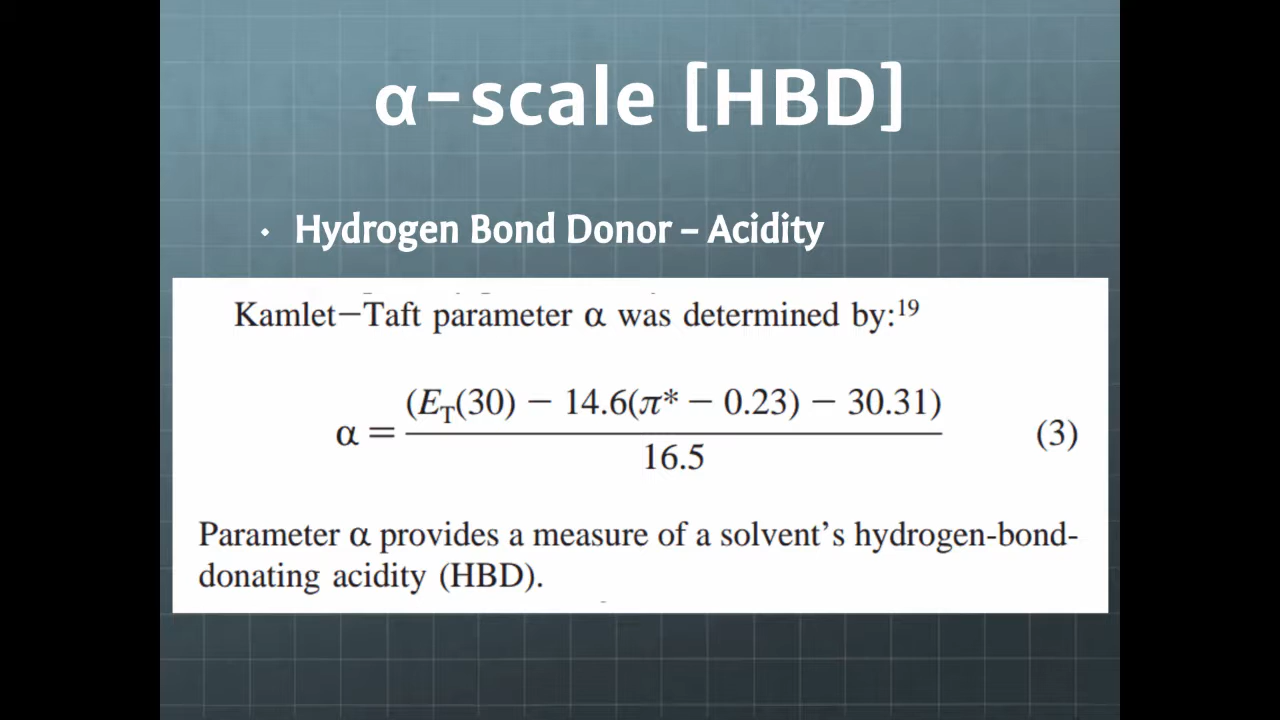 α-scale [HBD]
• Hydrogen Bond Donor – Acidity
Kamlet−Taft parameter α was determined by:¹⁹
α = (E_T(30) − 14.6(π* − 0.23) − 30.31) / 16.5 (3)
Parameter α provides a measure of a solvent’s hydrogen-bond-
donating acidity (HBD).